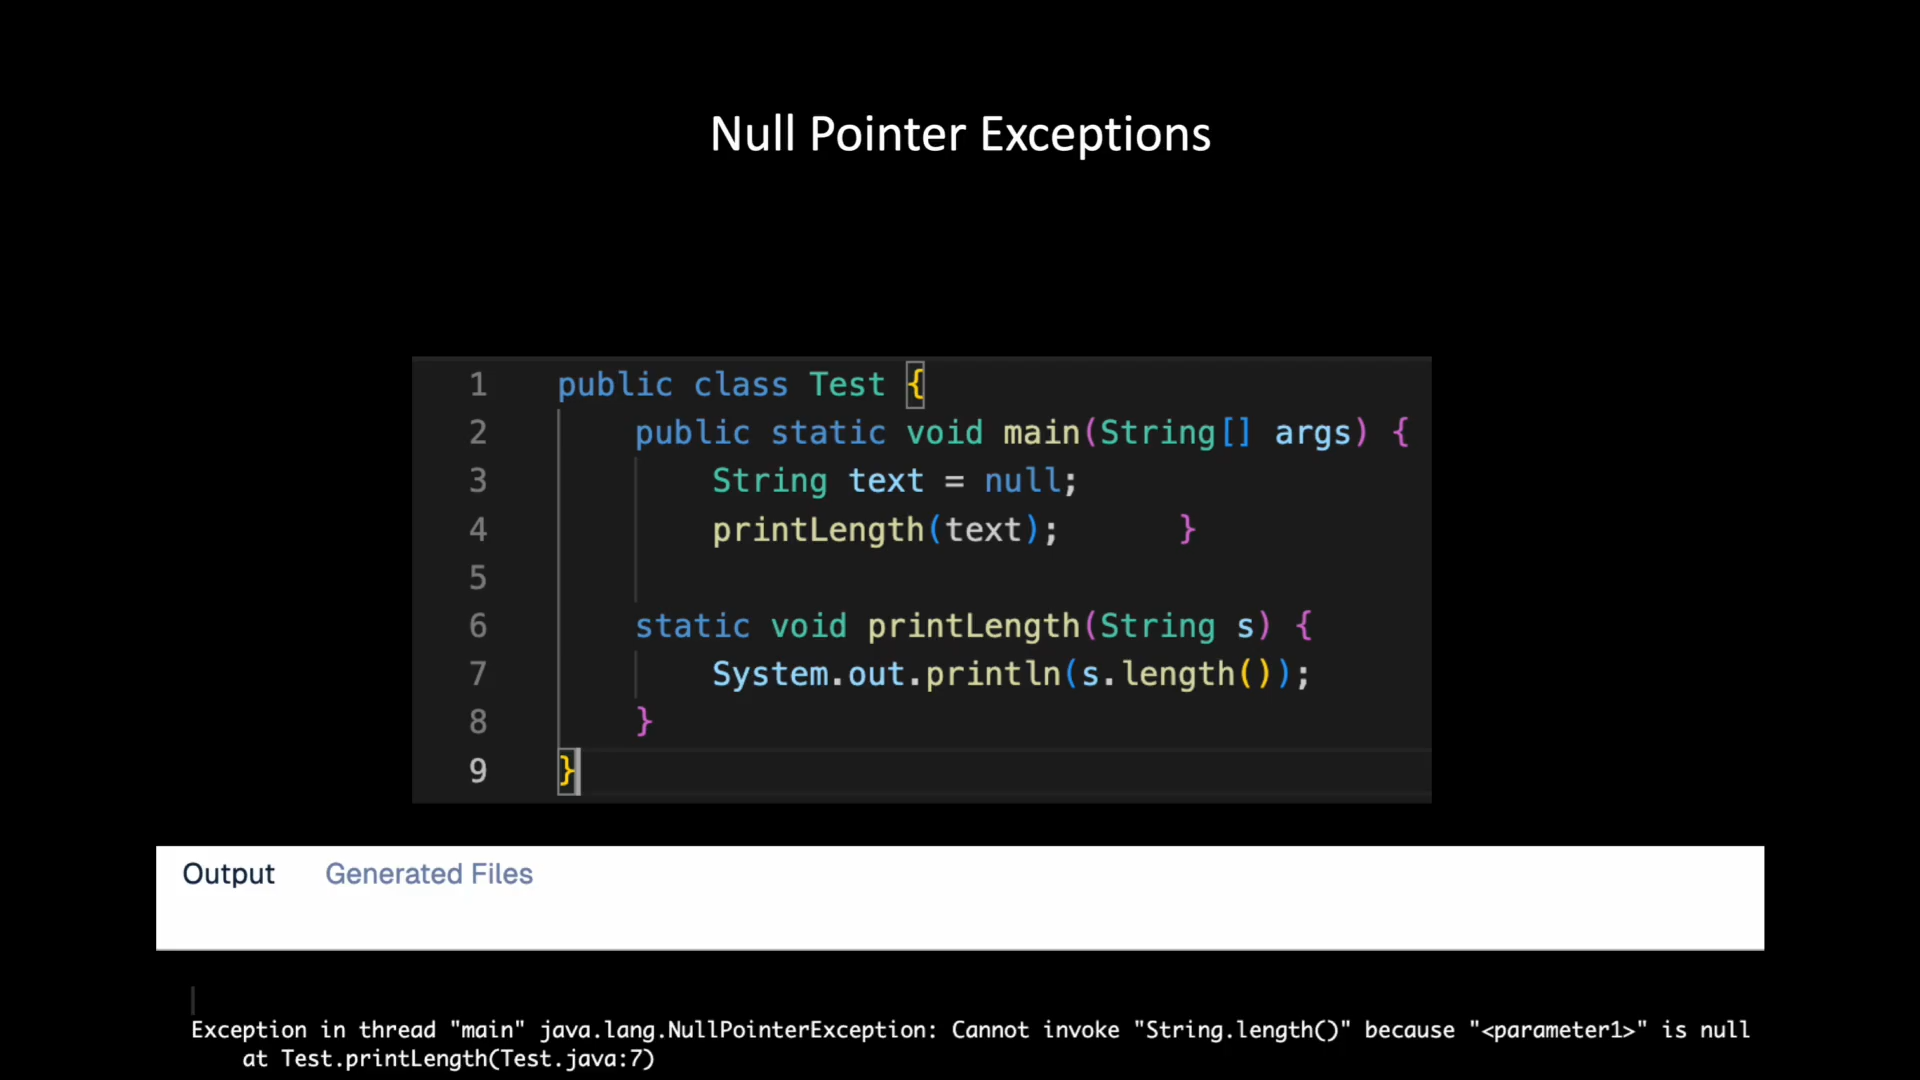 Null Pointer Exceptions
1 public class Test {
2 public static void main(String[] args) {
3 String text = null;
4 printLength(text); }
5
6 static void printLength(String s) {
7 System.out.println(s.length());
8 }
9 }
Output Generated Files
Exception in thread "main" java.lang.NullPointerException: Cannot invoke "String.length()" because "<parameter1>" is null
at Test.printLength(Test.java:7)